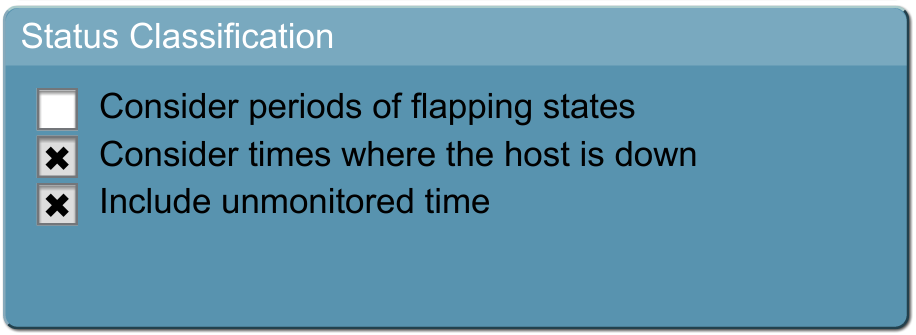 Status Classification
Consider periods of flapping states
Consider times where the host is down
Include unmonitored time